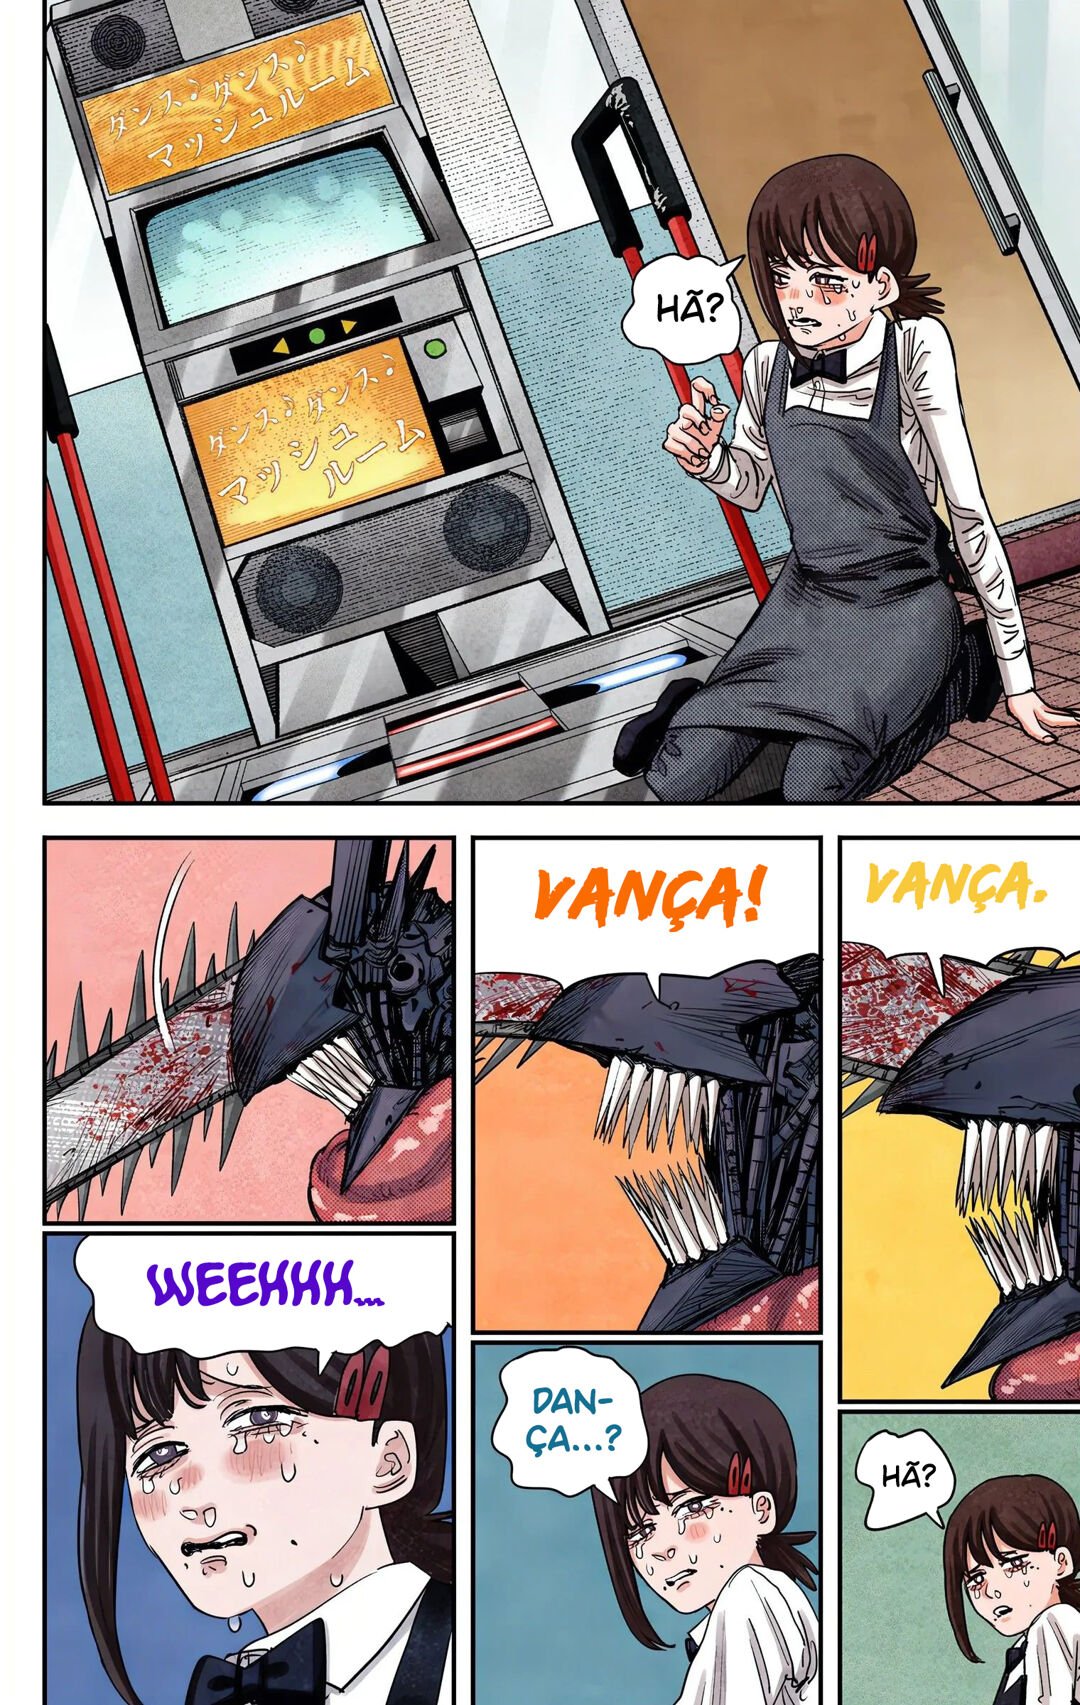 ダンス♪ダンス♪
マッシュルーム
HÃ?
ダンス♪ダンス♪
マッシュ
ルーム
VANÇA!
VANÇA.
WEEHHH...
DAN-
ÇA...?
HÃ?